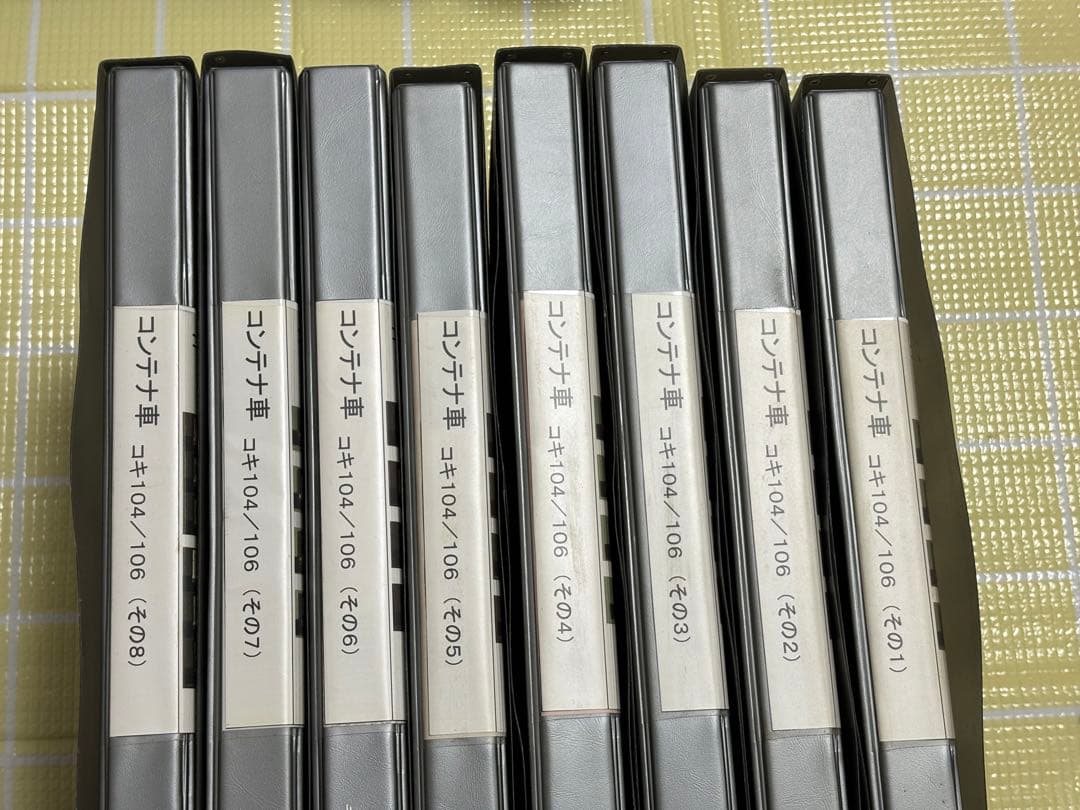 コンテナ車 コキ104／106（その8）
コンテナ車 コキ104／106（その7）
コンテナ車 コキ104／106（その6）
コンテナ車 コキ104／106（その5）
コンテナ車 コキ104／106（その4）
コンテナ車 コキ104／106（その3）
コンテナ車 コキ104／106（その2）
コンテナ車 コキ104／106（その1）